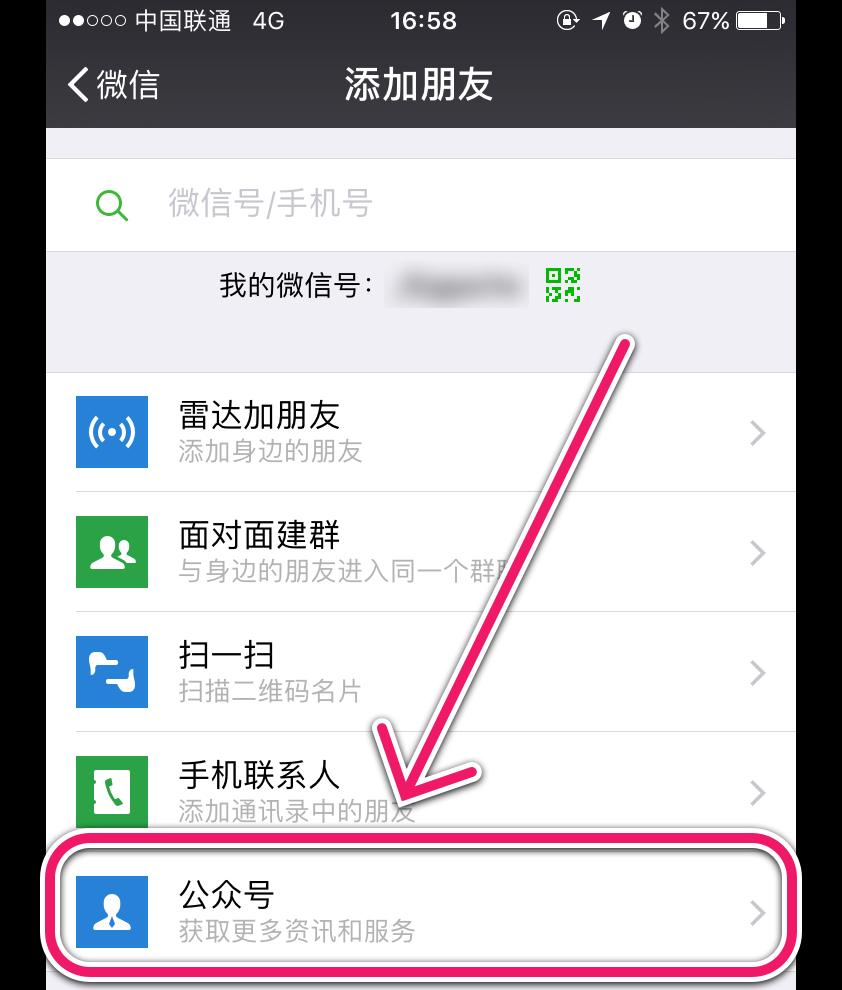 中国联通 4G 16:58 67%
微信 添加朋友
微信号/手机号
我的微信号:
雷达加朋友
添加身边的朋友
面对面建群
与身边的朋友进入同一个群
扫一扫
扫描二维码名片
手机联系人
添加通讯录中的朋友
公众号
获取更多资讯和服务